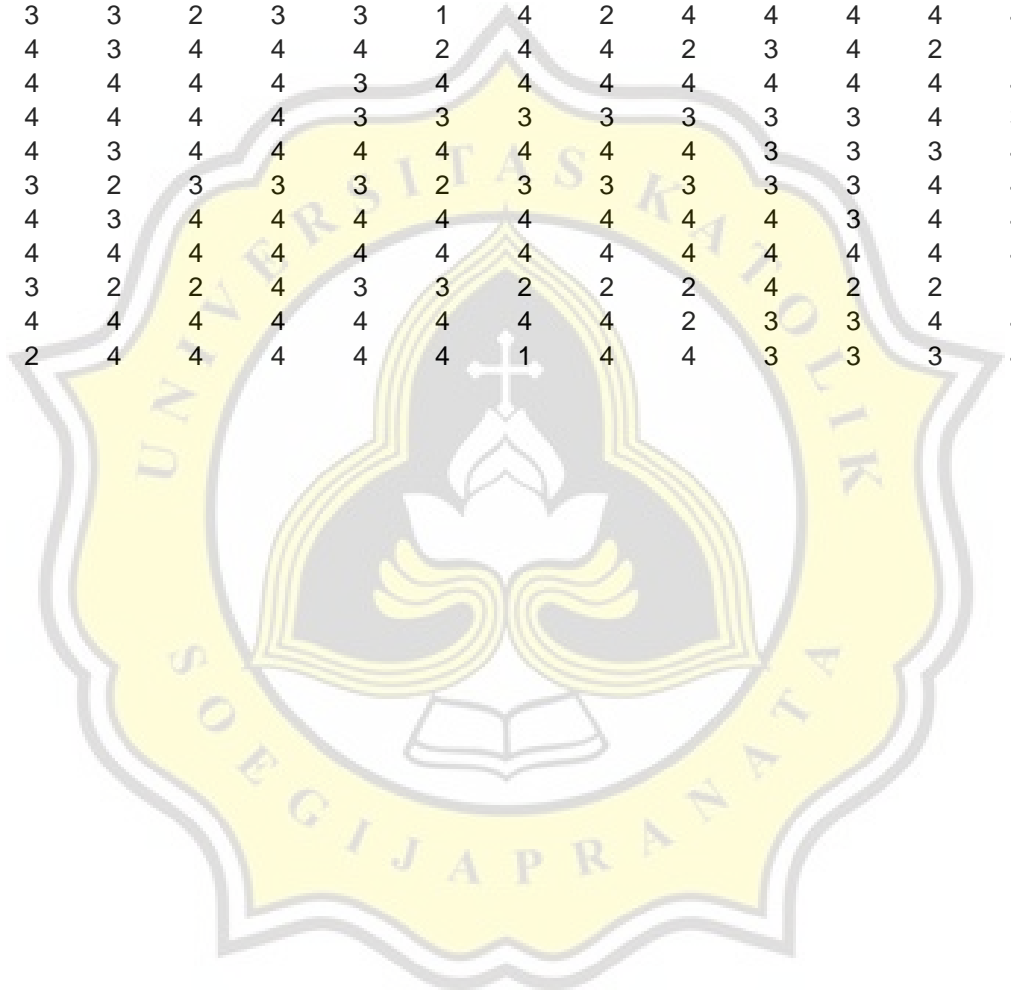 3 3 2 3 3 1 4 2 4 4 4 4
4 3 4 4 4 2 4 4 2 3 4 2
4 4 4 4 3 4 4 4 4 4 4 4
4 4 4 4 3 3 3 3 3 3 3 4
4 3 4 4 4 4 4 4 4 3 3 3
3 2 3 3 3 2 3 3 3 3 3 4
4 3 4 4 4 4 4 4 4 4 3 4
4 4 4 4 4 4 4 4 4 4 4 4
3 2 2 4 3 3 2 2 2 4 2 2
4 4 4 4 4 4 4 4 2 3 3 4
2 4 4 4 4 4 1 4 4 3 3 3
UNIVERSITAS KATOLIK
SOEGIJAPRANATA